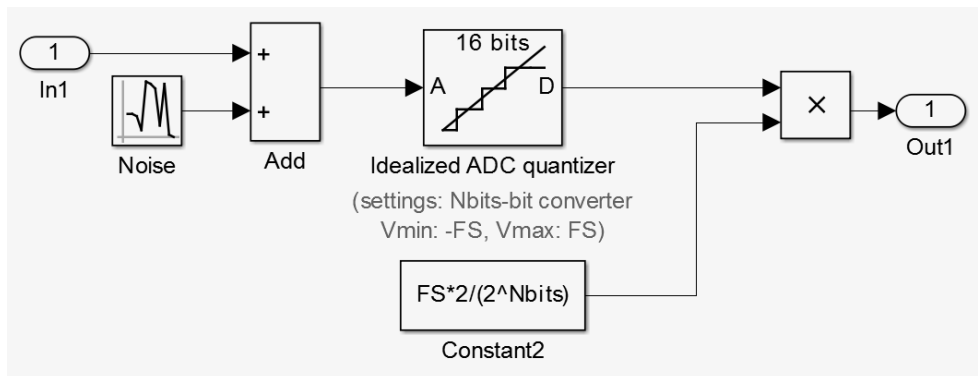 1
In1
Noise
+
+
Add
16 bits
A
D
Idealized ADC quantizer
(settings: Nbits-bit converter
Vmin: -FS, Vmax: FS)
FS*2/(2^Nbits)
Constant2
×
1
Out1